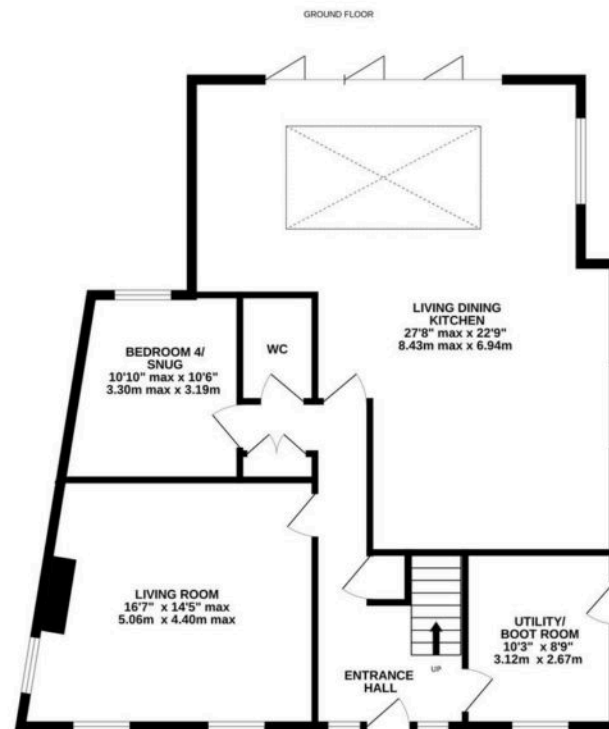 GROUND FLOOR
LIVING DINING
KITCHEN
27'8" max x 22'9"
8.43m max x 6.94m
BEDROOM 4/
SNUG
10'10" max x 10'6"
3.30m max x 3.19m
WC
LIVING ROOM
16'7" x 14'5" max
5.06m x 4.40m max
ENTRANCE
HALL
UP
UTILITY/
BOOT ROOM
10'3" x 8'9"
3.12m x 2.67m